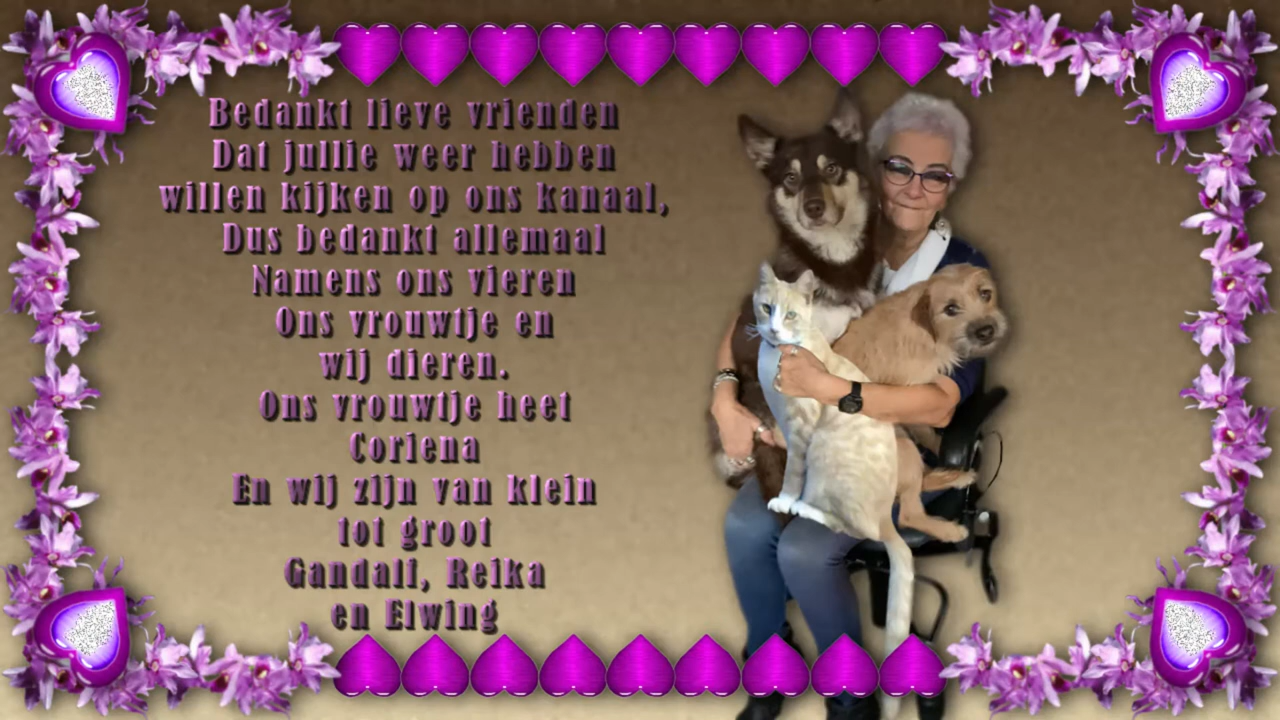 Bedankt lieve vrienden
Dat jullie weer hebben
willen kijken op ons kanaal,
Dus bedankt allemaal
Namens ons vieren
Ons vrouwtje en
wij dieren.
Ons vrouwtje heet
Coriena
En wij zijn van klein
tot groot
Gandalf, Reika
en Elwing